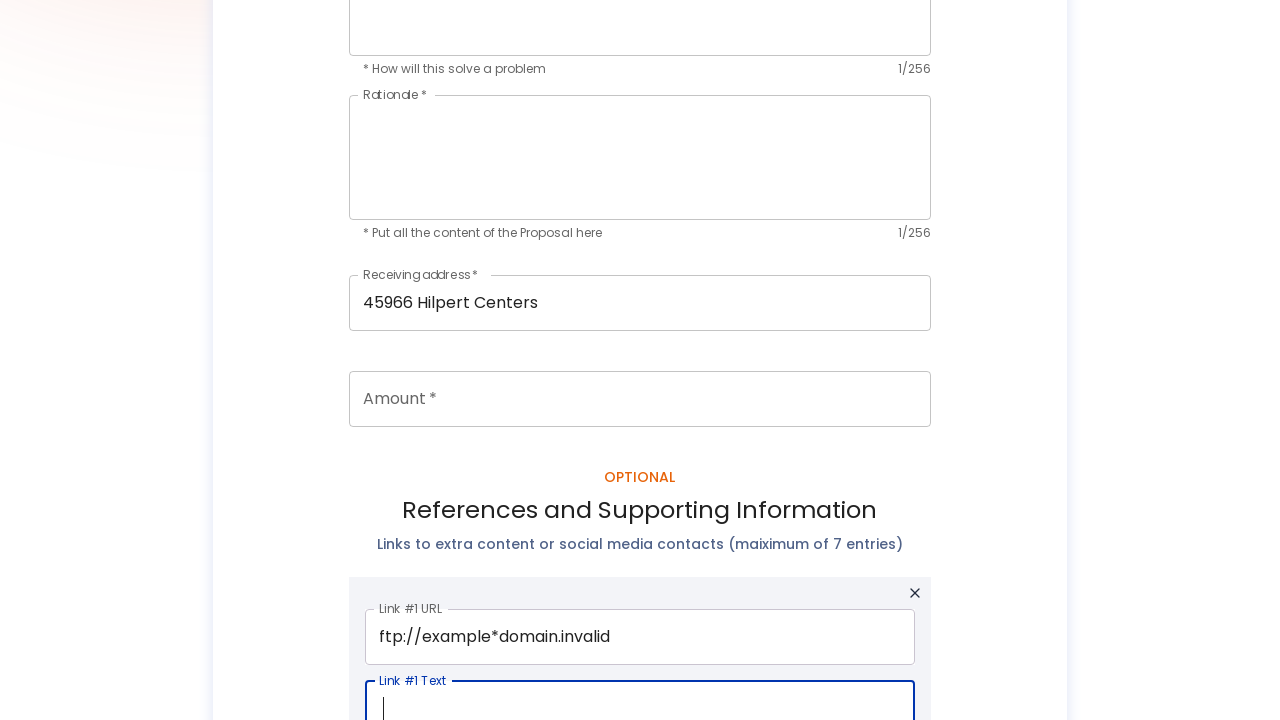 * How will this solve a problem 1/256
Rationale *
* Put all the content of the Proposal here 1/256
Receiving address *
45966 Hilpert Centers
Amount *
OPTIONAL
References and Supporting Information
Links to extra content or social media contacts (maiximum of 7 entries)
Link #1 URL
ftp://example*domain.invalid
Link #1 Text